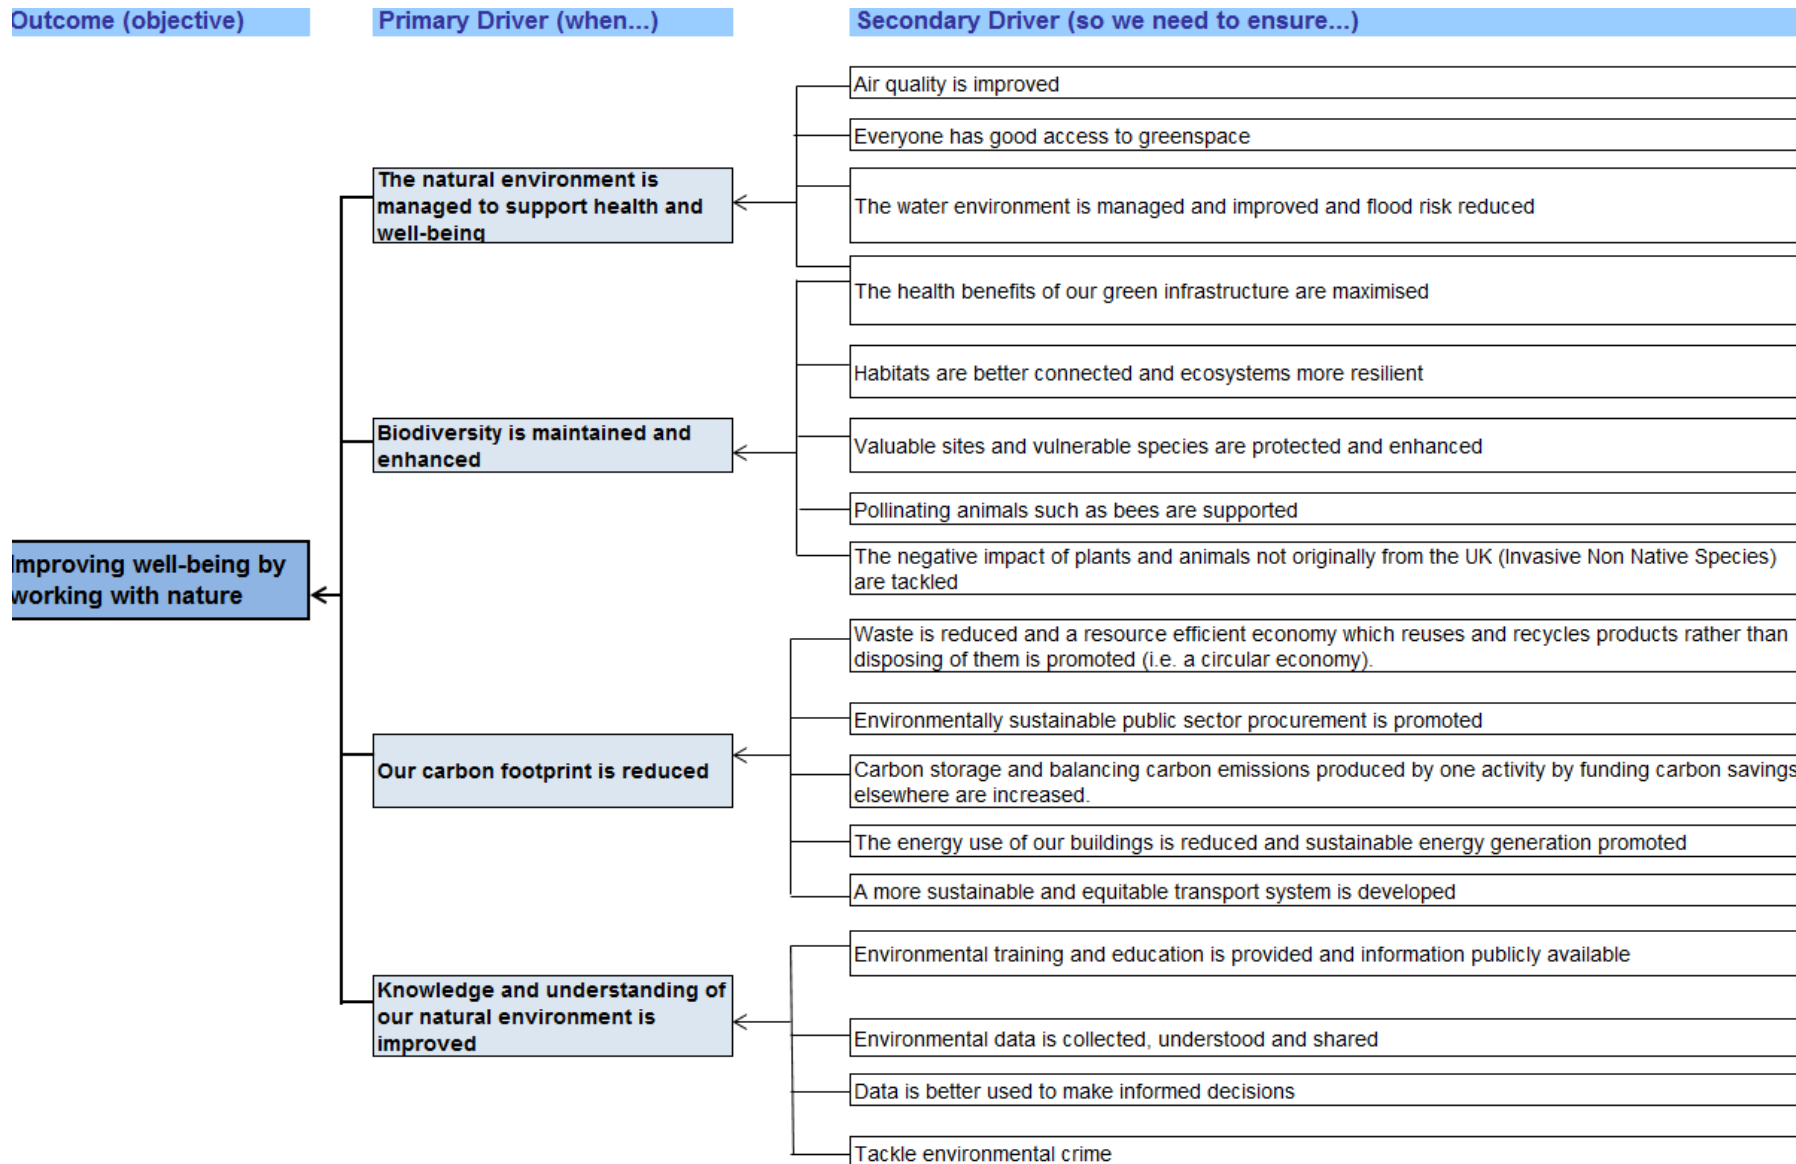 Outcome (objective)
Primary Driver (when...)
Secondary Driver (so we need to ensure...)
Improving well-being by
working with nature
The natural environment is
managed to support health and
well-being
Air quality is improved
Everyone has good access to greenspace
The water environment is managed and improved and flood risk reduced
The health benefits of our green infrastructure are maximised
Biodiversity is maintained and
enhanced
Habitats are better connected and ecosystems more resilient
Valuable sites and vulnerable species are protected and enhanced
Pollinating animals such as bees are supported
The negative impact of plants and animals not originally from the UK (Invasive Non Native Species)
are tackled
Our carbon footprint is reduced
Waste is reduced and a resource efficient economy which reuses and recycles products rather than
disposing of them is promoted (i.e. a circular economy).
Environmentally sustainable public sector procurement is promoted
Carbon storage and balancing carbon emissions produced by one activity by funding carbon savings
elsewhere are increased.
The energy use of our buildings is reduced and sustainable energy generation promoted
A more sustainable and equitable transport system is developed
Knowledge and understanding of
our natural environment is
improved
Environmental training and education is provided and information publicly available
Environmental data is collected, understood and shared
Data is better used to make informed decisions
Tackle environmental crime